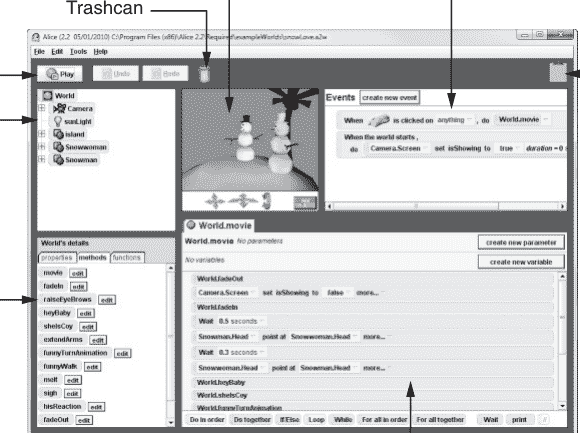 Trashcan
Alice (2.2 05/01/2010) C:\Program Files (x86)\Alice 2.2\Required\exampleWorlds\snowLove.a2w
File Edit Tools Help
Play Undo Redo
World
Camera
sunLight
island
Snowwoman
Snowman
Events create new event
When is clicked on anything , do World.movie
When the world starts ,
do Camera.Screen set isShowing to true duration = 0 s
World's details
properties methods functions
movie edit
fadeIn edit
raiseEyeBrows edit
heyBaby edit
sheIsCoy edit
extendArms edit
funnyTurnAnimation edit
funnyWalk edit
melt edit
sigh edit
hisReaction edit
fadeOut edit
World.movie
World.movie No parameters create new parameter
No variables create new variable
World.fadeOut
Camera.Screen set isShowing to false more...
World.fadeIn
Wait 0.5 seconds
Snowman.Head point at Snowwoman.Head more...
Wait 0.3 seconds
Snowwoman.Head point at Snowman.Head more...
World.heyBaby
World.sheIsCoy
World.funnyTurnAnimation
Do in order Do together If/Else Loop While For all in order For all together Wait print //